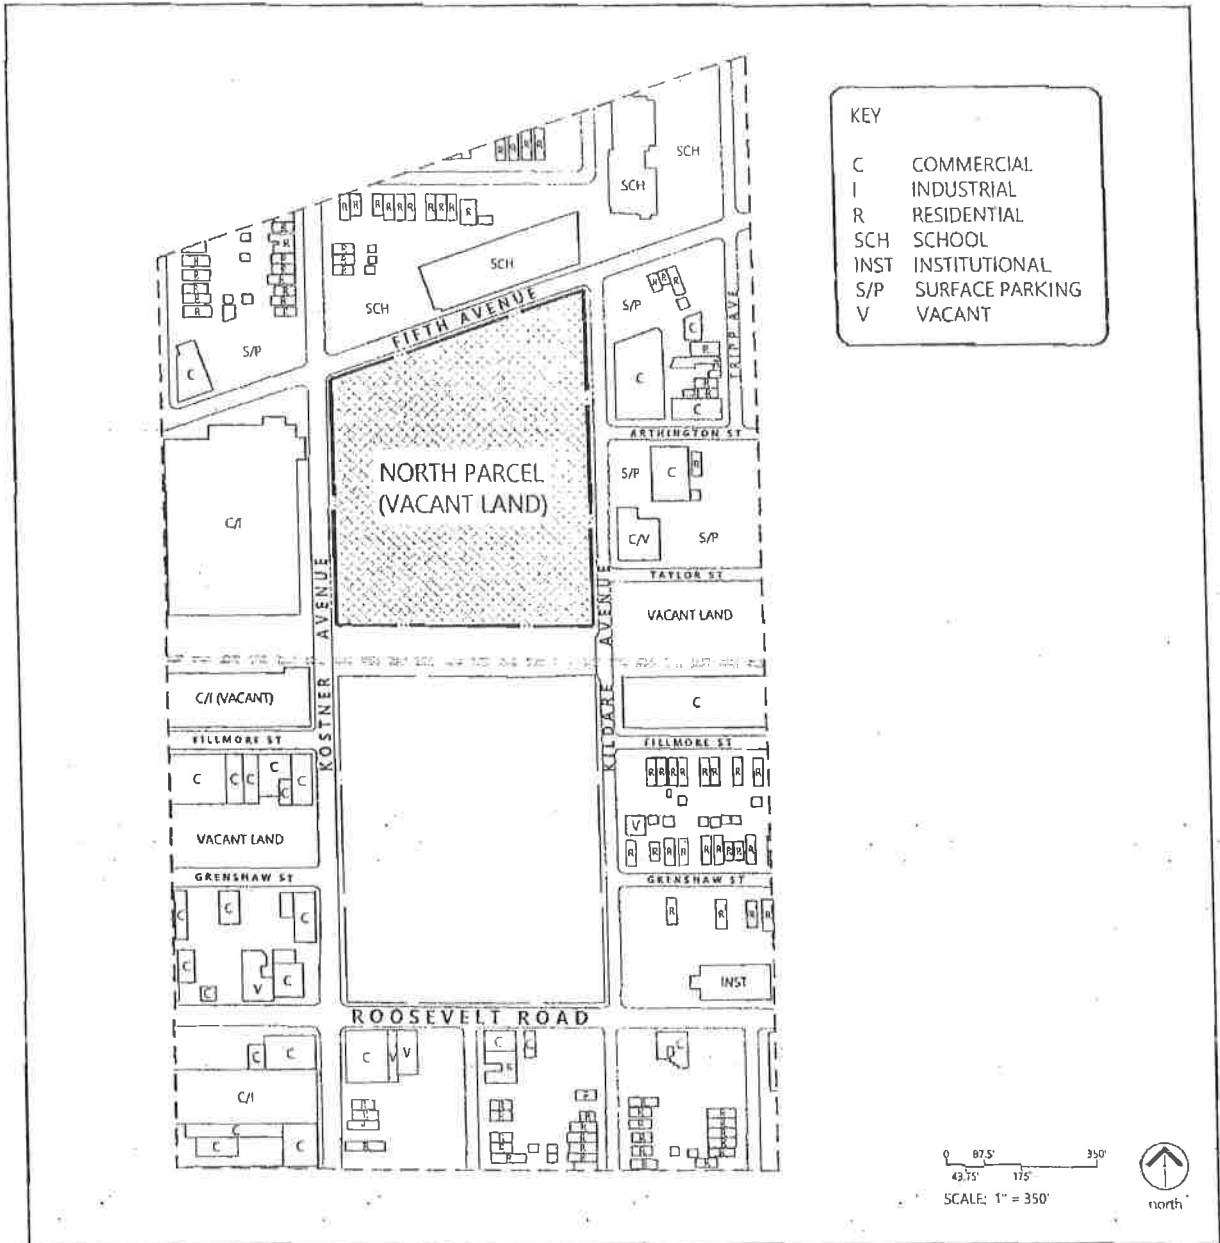 KEY
C COMMERCIAL
I INDUSTRIAL
R RESIDENTIAL
SCH SCHOOL
INST INSTITUTIONAL
S/P SURFACE PARKING
V VACANT
R R R R
SCH
SCH
R R R R R R R R R R
R
R
R
SCH
SCH
FIFTH AVENUE
S/P
C
S/P
R R
C
R
C
C
TRIPP AVE
ARTHINGTON ST
NORTH PARCEL
(VACANT LAND)
C/I
S/P
C
R
C/V
S/P
TAYLOR ST
VACANT LAND
KOSTNER AVENUE
KILDARE AVENUE
C/I (VACANT)
C
FILLMORE ST
FILLMORE ST
C
C
C
C
C
C
R R R R R R R R
V
VACANT LAND
R R R R R R R R R
GRENSHAW ST
GRENSHAW ST
C
C
C
R
R
R
R
C
C
V
C
INST
ROOSEVELT ROAD
C
C
C
V
V
C
C
R
C
C/I
C
C
C
0 87.5' 350'
43.75' 175'
SCALE: 1" = 350'
north